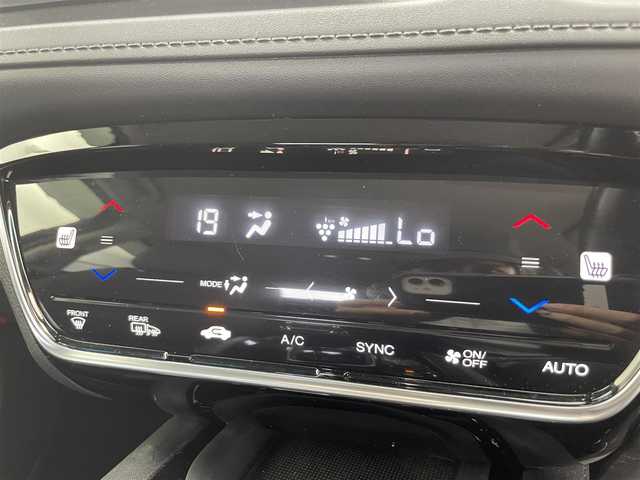 19 Lo
MODE
FRONT REAR A/C SYNC ON/OFF AUTO